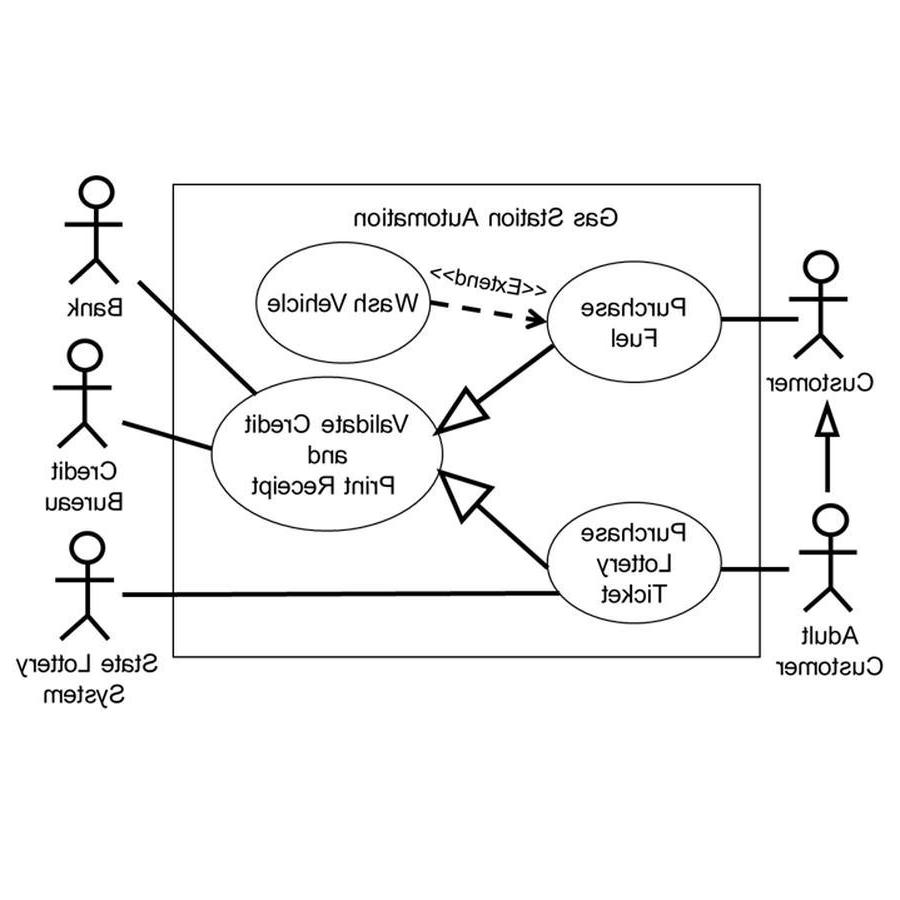 Gas Station Automation
Customer
Purchase
Fuel
<<Extend>>
Wash Vehicle
Bank
Validate Credit
and
Print Receipt
Credit
Bureau
Adult
Customer
Purchase
Lottery
Ticket
State Lottery
System